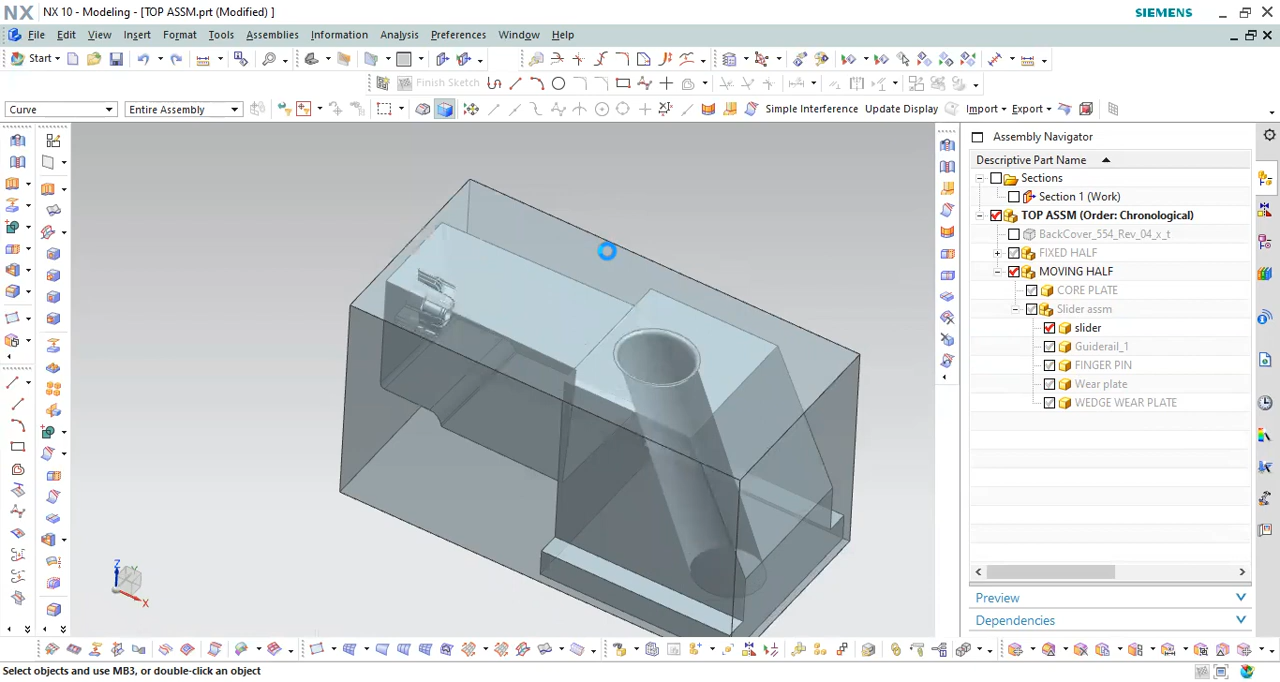 NX NX 10 - Modeling - [TOP ASSM.prt (Modified) ] SIEMENS
File Edit View Insert Format Tools Assemblies Information Analysis Preferences Window Help
Start
Finish Sketch
Curve Entire Assembly Simple Interference Update Display Import Export
Assembly Navigator
Descriptive Part Name
Sections
Section 1 (Work)
TOP ASSM (Order: Chronological)
BackCover_554_Rev_04_x_t
FIXED HALF
MOVING HALF
CORE PLATE
Slider assm
slider
Guiderail_1
FINGER PIN
Wear plate
WEDGE WEAR PLATE
Preview
Dependencies
Z
Y
X
Select objects and use MB3, or double-click an object